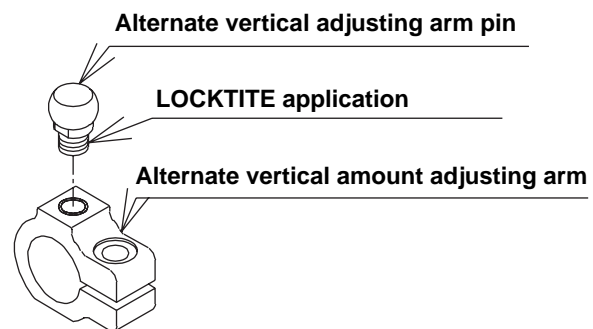 Alternate vertical adjusting arm pin
LOCKTITE application
Alternate vertical amount adjusting arm